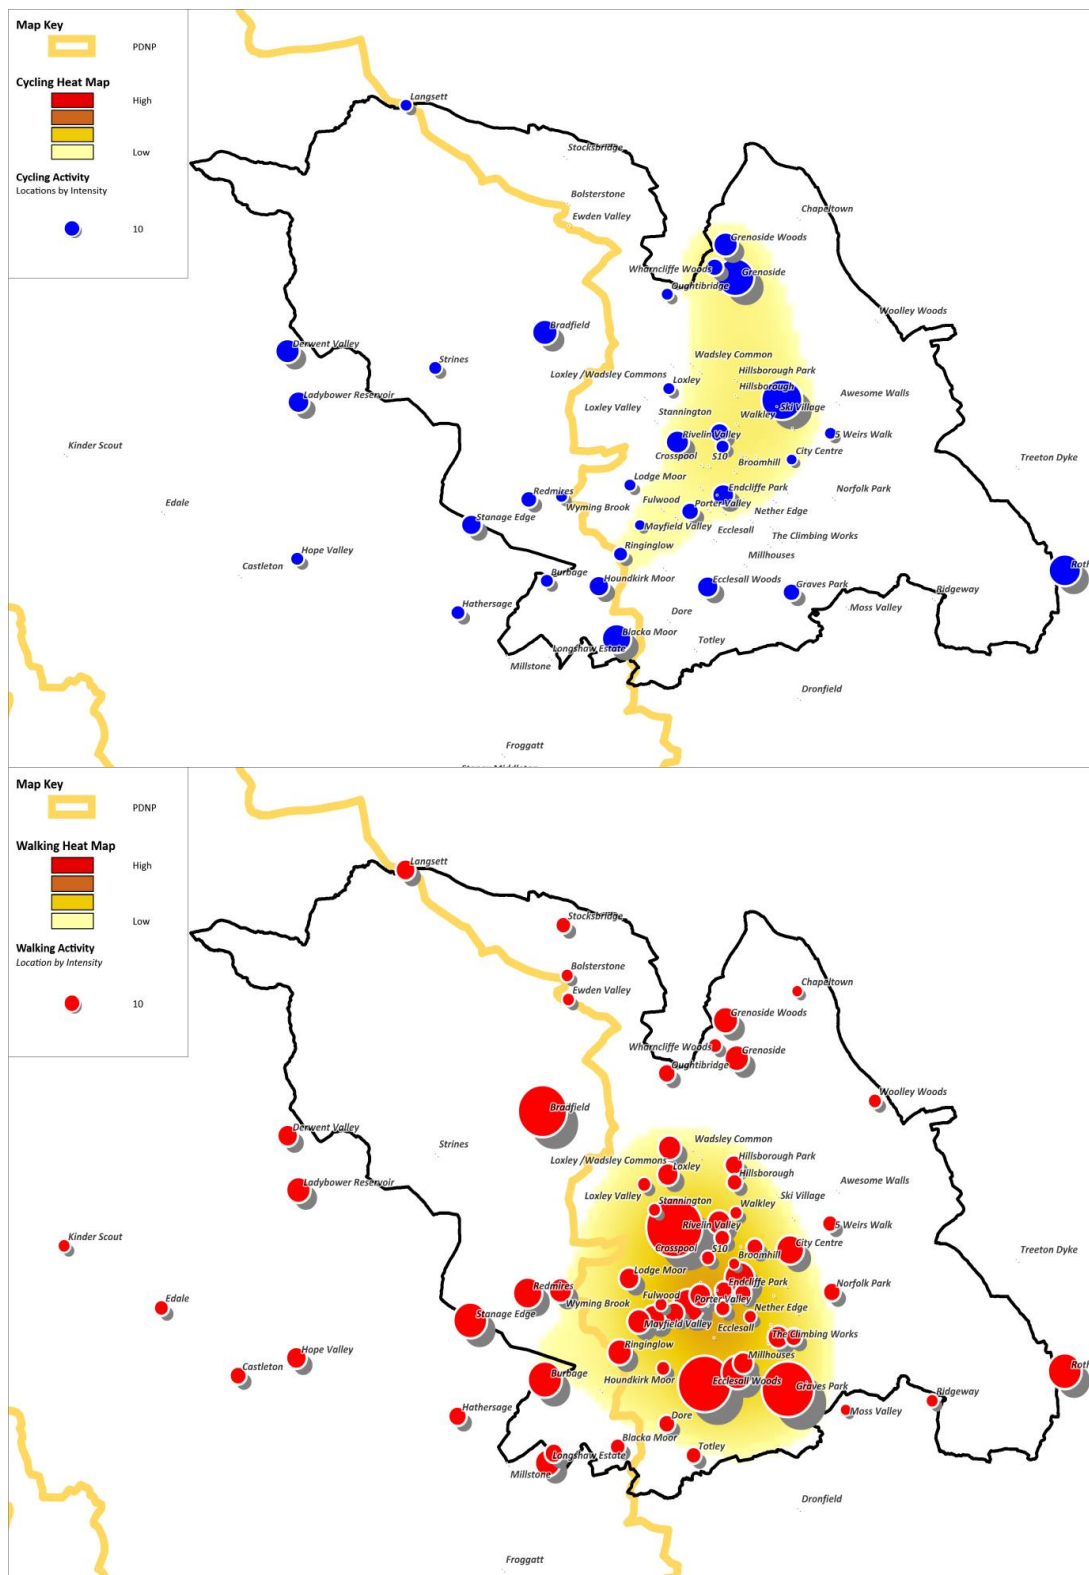 Map Key
PDNP
Cycling Heat Map
High
Low
Cycling Activity
Locations by Intensity
10
Langsett
Stocksbridge
Bolsterstone
Ewden Valley
Chapeltown
Grenoside Woods
Wharncliffe Woods
Grenoside
Oughtibridge
Woolley Woods
Bradfield
Derwent Valley
Strines
Wadsley Common
Loxley /Wadsley Commons
Loxley
Hillsborough Park
Hillsborough
Awesome Walls
Ladybower Reservoir
Loxley Valley
Stannington
Walkley
Ski Village
Rivelin Valley
5 Weirs Walk
Kinder Scout
Crosspool
S10
Broomhill
City Centre
Treeton Dyke
Lodge Moor
Redmires
Wyming Brook
Fulwood
Endcliffe Park
Norfolk Park
Edale
Porter Valley
Nether Edge
Stanage Edge
Mayfield Valley
Ecclesall
The Climbing Works
Hope Valley
Ringinglow
Millhouses
Castleton
Burbage
Houndkirk Moor
Ecclesall Woods
Graves Park
Roth
Ridgeway
Hathersage
Dore
Moss Valley
Blacka Moor
Longshaw Estate
Totley
Millstone
Dronfield
Froggatt
Stoney Middleton
Map Key
PDNP
Walking Heat Map
High
Low
Walking Activity
Location by Intensity
10
Langsett
Stocksbridge
Bolsterstone
Ewden Valley
Chapeltown
Grenoside Woods
Wharncliffe Woods
Grenoside
Oughtibridge
Woolley Woods
Bradfield
Derwent Valley
Strines
Wadsley Common
Loxley /Wadsley Commons
Loxley
Hillsborough Park
Hillsborough
Awesome Walls
Ladybower Reservoir
Loxley Valley
Stannington
Walkley
Ski Village
Rivelin Valley
5 Weirs Walk
Kinder Scout
Crosspool
S10
Broomhill
City Centre
Treeton Dyke
Lodge Moor
Redmires
Wyming Brook
Fulwood
Endcliffe Park
Norfolk Park
Edale
Porter Valley
Nether Edge
Stanage Edge
Mayfield Valley
Ecclesall
The Climbing Works
Hope Valley
Ringinglow
Millhouses
Castleton
Burbage
Houndkirk Moor
Ecclesall Woods
Graves Park
Roth
Ridgeway
Hathersage
Dore
Moss Valley
Blacka Moor
Longshaw Estate
Totley
Millstone
Dronfield
Froggatt